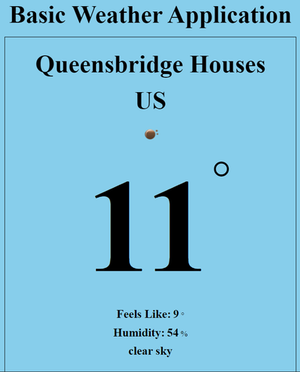 Basic Weather Application
Queensbridge Houses
US
11°
Feels Like: 9 °
Humidity: 54 %
clear sky